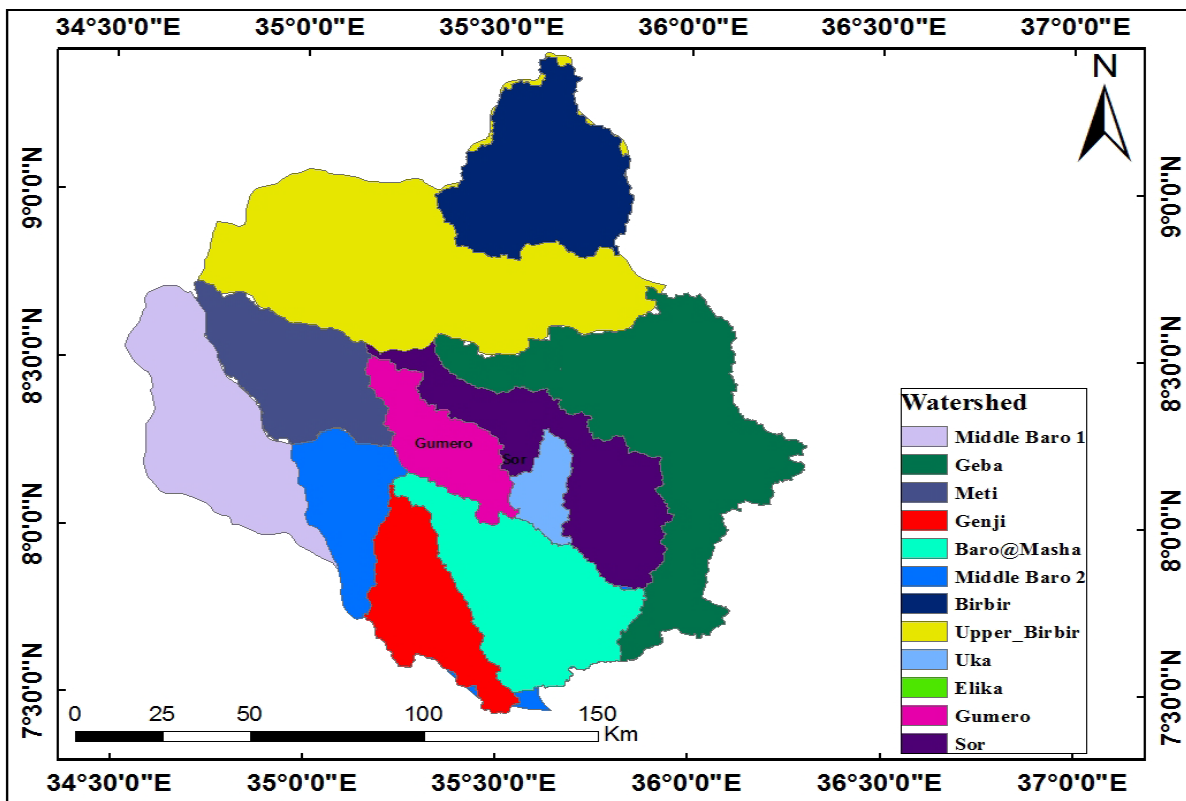 34°30'0"E 35°0'0"E 35°30'0"E 36°0'0"E 36°30'0"E 37°0'0"E
N
9°0'0"N
9°0'0"N
8°30'0"N
8°30'0"N
Watershed
Middle Baro 1
Geba
Meti
Genji
Baro@Masha
Middle Baro 2
Birbir
Upper_Birbir
Uka
Elika
Gumero
Sor
Gumero
Sor
8°0'0"N
8°0'0"N
7°30'0"N
7°30'0"N
0 25 50 100 150
Km
34°30'0"E 35°0'0"E 35°30'0"E 36°0'0"E 36°30'0"E 37°0'0"E